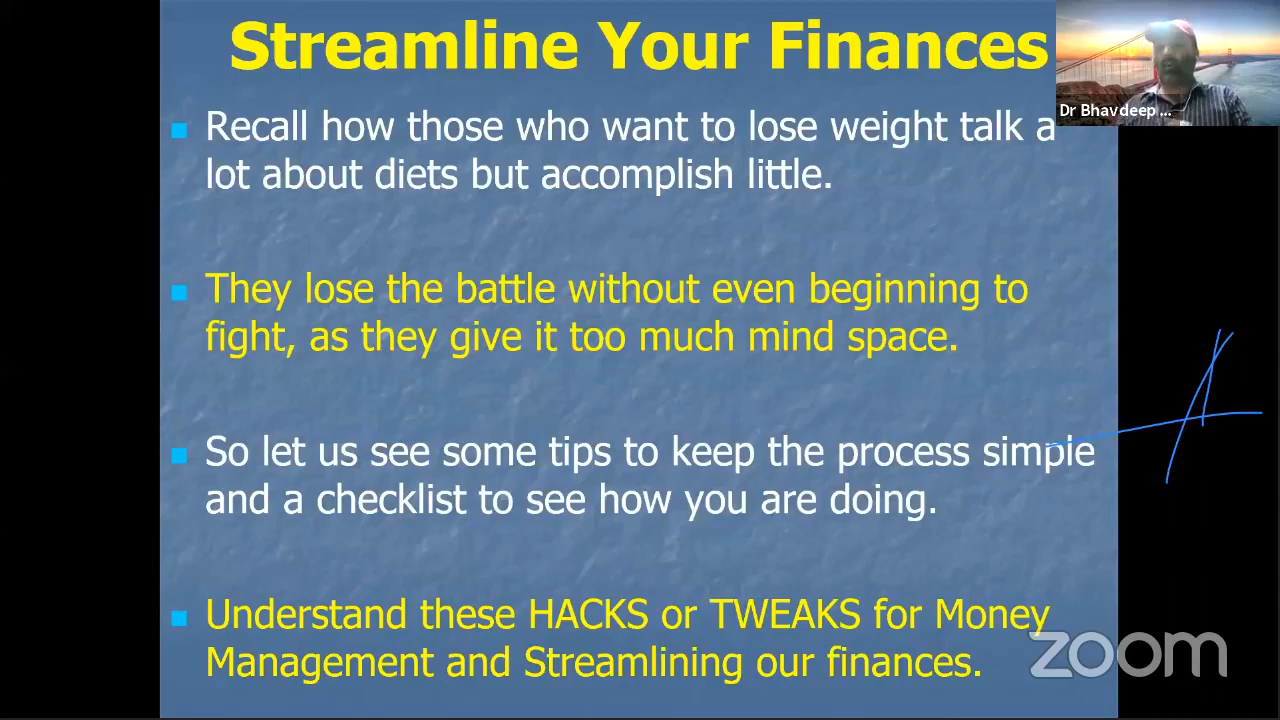 Streamline Your Finances
Dr Bhavdeep ...
Recall how those who want to lose weight talk a
lot about diets but accomplish little.
They lose the battle without even beginning to
fight, as they give it too much mind space.
So let us see some tips to keep the process simple
and a checklist to see how you are doing.
Understand these HACKS or TWEAKS for Money
Management and Streamlining our finances.
zoom